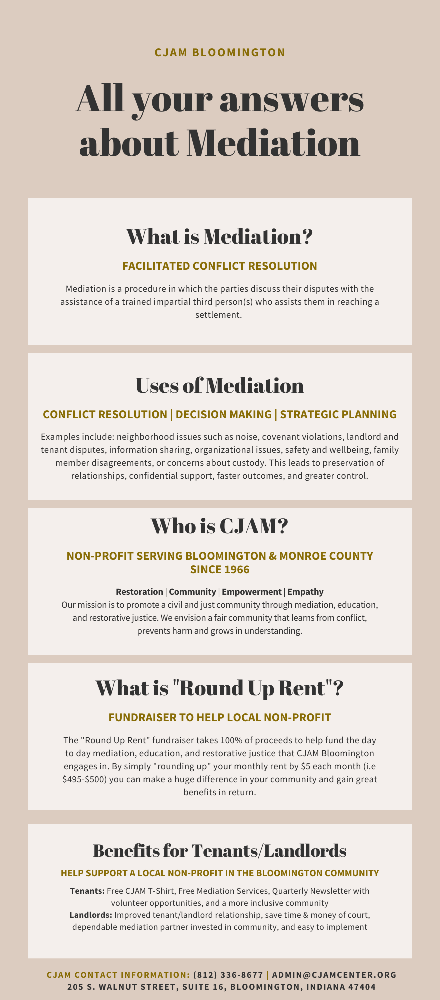 CJAM BLOOMINGTON
All your answers
about Mediation
What is Mediation?
FACILITATED CONFLICT RESOLUTION
Mediation is a procedure in which the parties discuss their disputes with the
assistance of a trained impartial third person(s) who assists them in reaching a
settlement.
Uses of Mediation
CONFLICT RESOLUTION | DECISION MAKING | STRATEGIC PLANNING
Examples include: neighborhood issues such as noise, covenant violations, landlord and
tenant disputes, information sharing, organizational issues, safety and wellbeing, family
member disagreements, or concerns about custody. This leads to preservation of
relationships, confidential support, faster outcomes, and greater control.
Who is CJAM?
NON-PROFIT SERVING BLOOMINGTON & MONROE COUNTY
SINCE 1966
Restoration | Community | Empowerment | Empathy
Our mission is to promote a civil and just community through mediation, education,
and restorative justice. We envision a fair community that learns from conflict,
prevents harm and grows in understanding.
What is "Round Up Rent"?
FUNDRAISER TO HELP LOCAL NON-PROFIT
The "Round Up Rent" fundraiser takes 100% of proceeds to help fund the day
to day mediation, education, and restorative justice that CJAM Bloomington
engages in. By simply "rounding up" your monthly rent by $5 each month (i.e
$495-$500) you can make a huge difference in your community and gain great
benefits in return.
Benefits for Tenants/Landlords
HELP SUPPORT A LOCAL NON-PROFIT IN THE BLOOMINGTON COMMUNITY
Tenants: Free CJAM T-Shirt, Free Mediation Services, Quarterly Newsletter with
volunteer opportunities, and a more inclusive community
Landlords: Improved tenant/landlord relationship, save time & money of court,
dependable mediation partner invested in community, and easy to implement
CJAM CONTACT INFORMATION: (812) 336-8677 | ADMIN@CJAMCENTER.ORG
205 S. WALNUT STREET, SUITE 16, BLOOMINGTON, INDIANA 47404